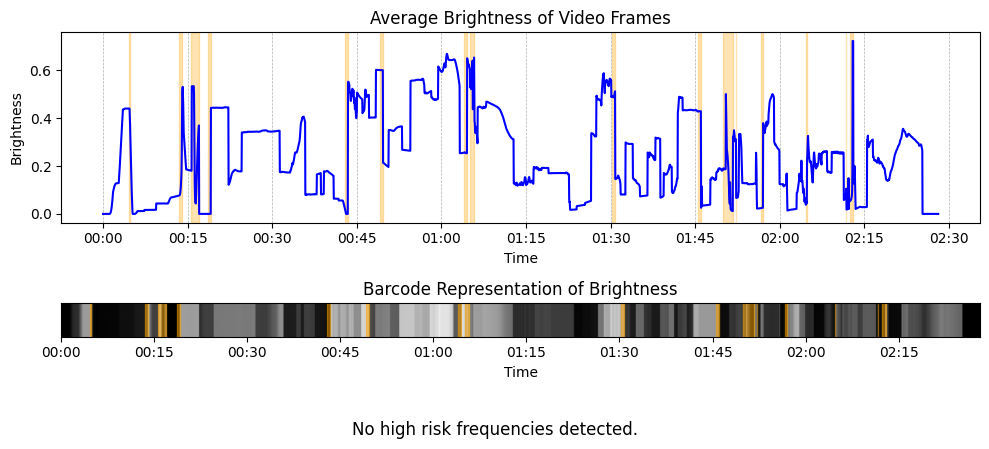 Average Brightness of Video Frames
Brightness
0.6
0.4
0.2
0.0
00:00 00:15 00:30 00:45 01:00 01:15 01:30 01:45 02:00 02:15 02:30
Time
Barcode Representation of Brightness
00:00 00:15 00:30 00:45 01:00 01:15 01:30 01:45 02:00 02:15
Time
No high risk frequencies detected.